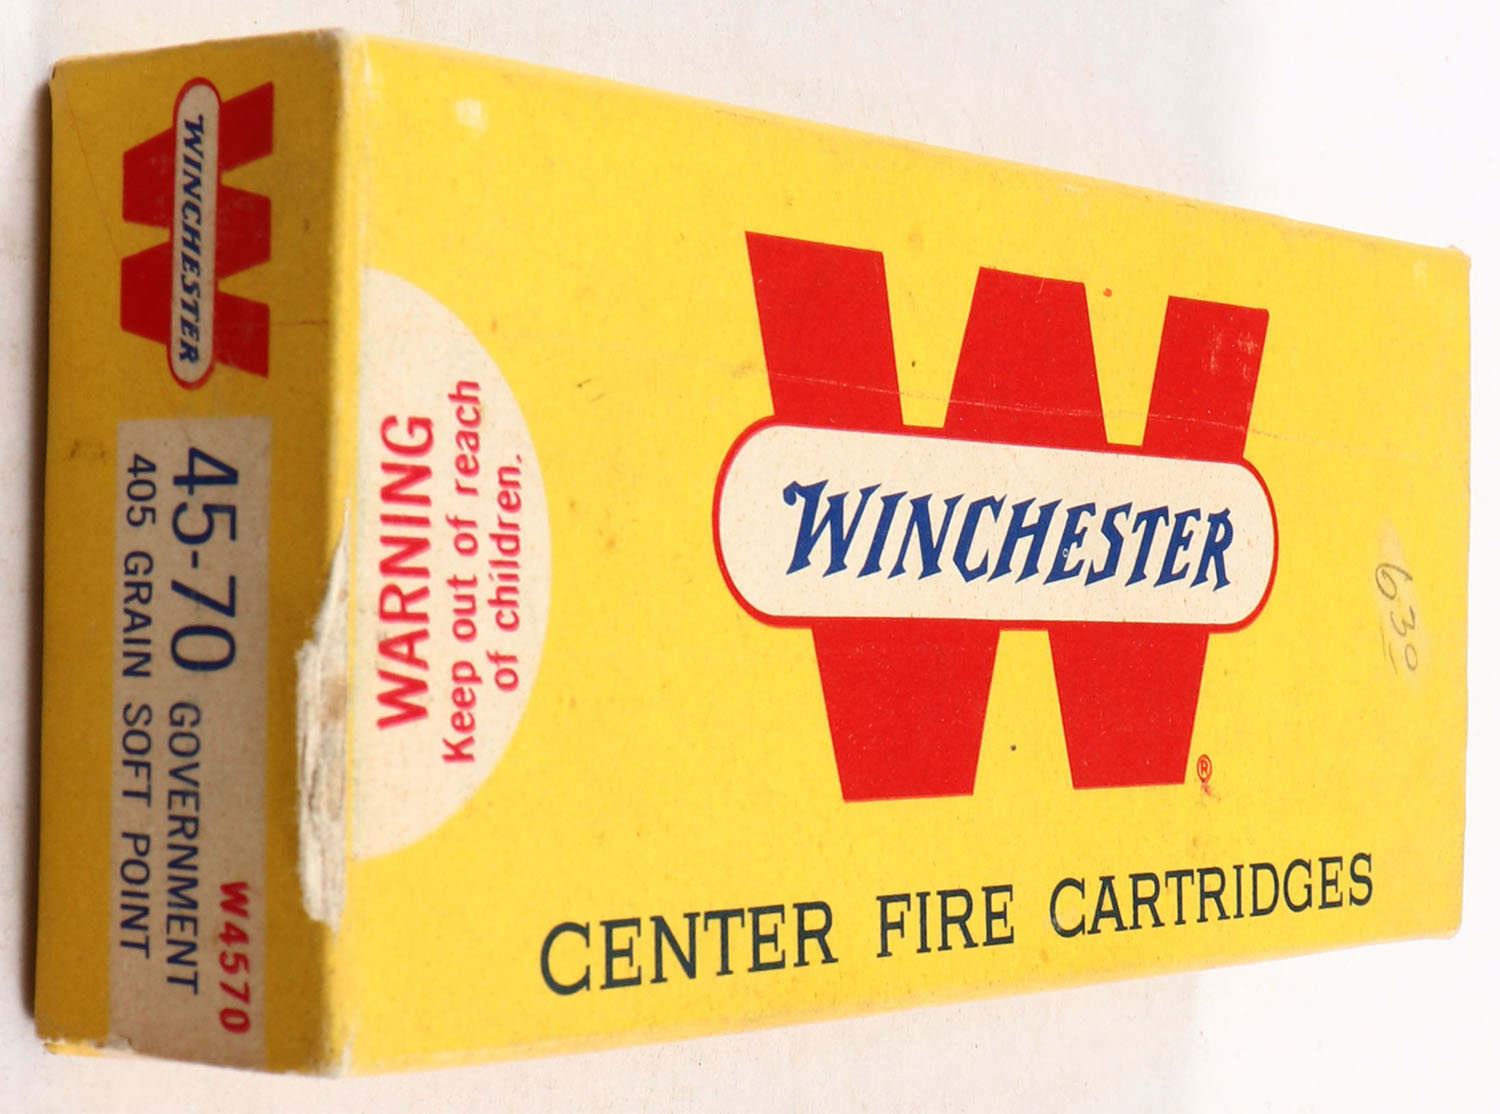 WINCHESTER
W4570
45-70 GOVERNMENT
405 GRAIN SOFT POINT
WARNING
Keep out of reach
of children.
WINCHESTER
®
CENTER FIRE CARTRIDGES
630